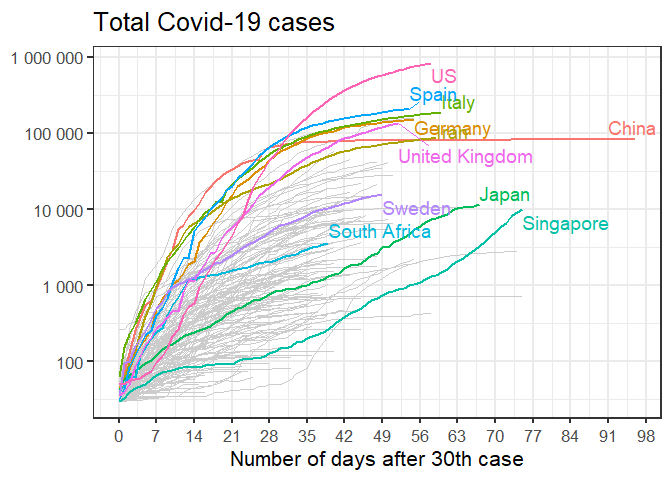 Total Covid-19 cases
1 000 000
100 000
10 000
1 000
100
US
Spain
Italy
Germany
Iran
China
United Kingdom
Japan
Sweden
Singapore
South Africa
0 7 14 21 28 35 42 49 56 63 70 77 84 91 98
Number of days after 30th case